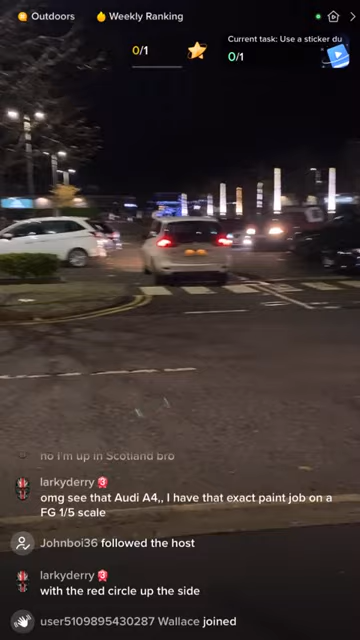 Outdoors
Weekly Ranking
0/1
Current task: Use a sticker du
0/1
no I'm up in Scotland bro
larkyderry
omg see that Audi A4,, I have that exact paint job on a
FG 1/5 scale
Johnboi36 followed the host
larkyderry
with the red circle up the side
user5109895430287 Wallace joined